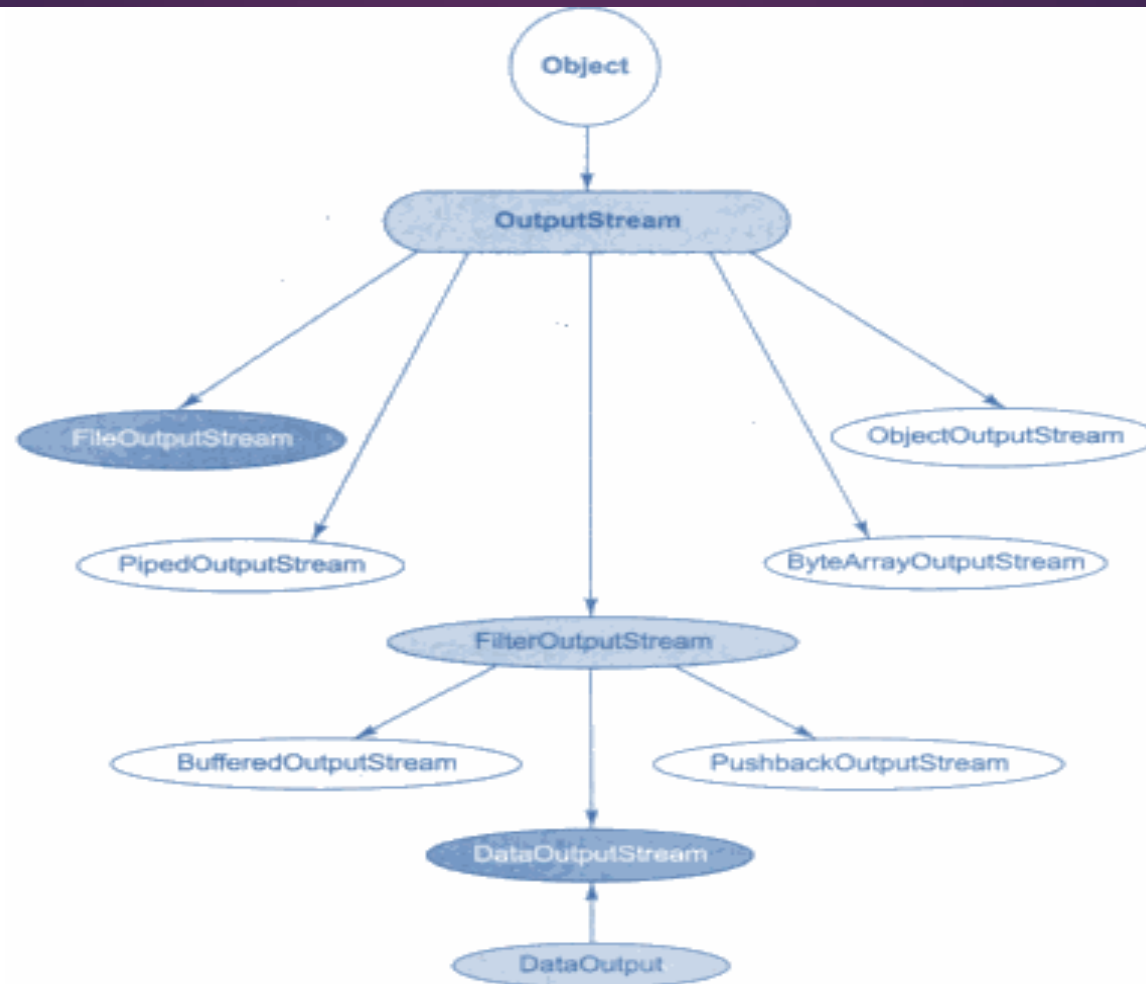 Object
OutputStream
FileOutputStream
ObjectOutputStream
PipedOutputStream
ByteArrayOutputStream
FilterOutputStream
BufferedOutputStream
PushbackOutputStream
DataOutputStream
DataOutput